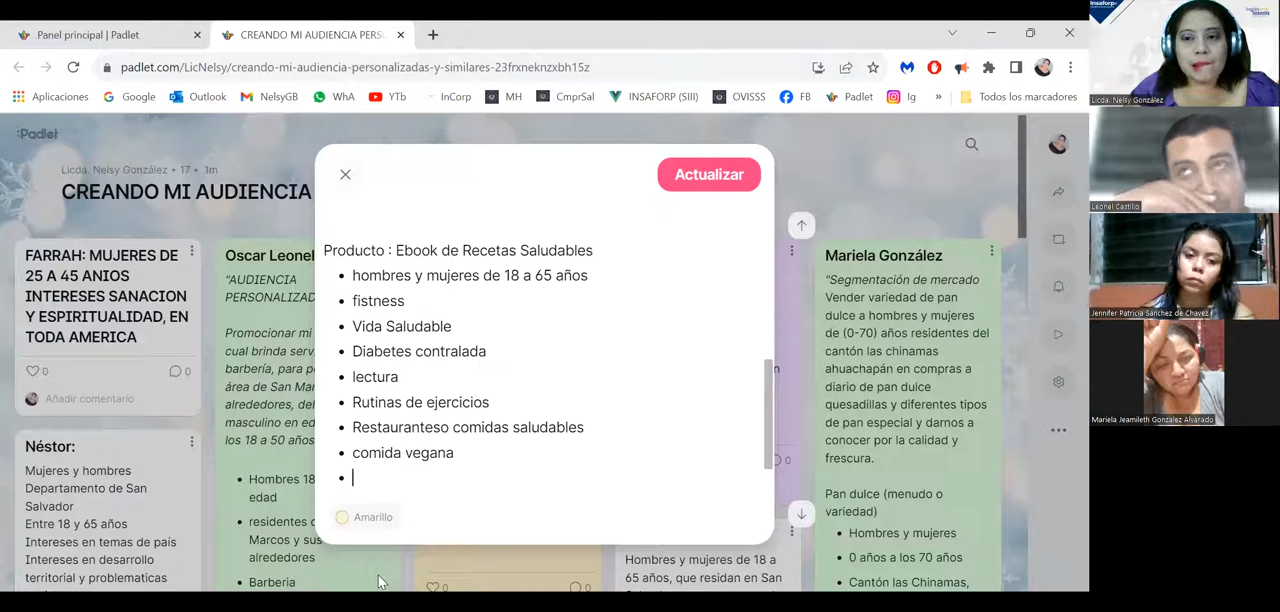 Panel principal | Padlet
CREANDO MI AUDIENCIA PERS
padlet.com/LicNelsy/creando-mi-audiencia-personalizadas-y-similares-23frxneknzxbh15z
Aplicaciones
Google
Outlook
NelsyGB
WhA
YTb
InCorp
MH
CmprSal
INSAFORP (SIII)
OVISSS
FB
Padlet
Ig
»
Todos los marcadores
:Padlet
Licda. Nelsy González + 17 • 1m
CREANDO MI AUDIENCIA
FARRAH: MUJERES DE
25 A 45 ANIOS
INTERESES SANACION
Y ESPIRITUALIDAD, EN
TODA AMERICA
0
0
Añadir comentario
Néstor:
Mujeres y hombres
Departamento de San
Salvador
Entre 18 y 65 años
Intereses en temas de país
Intereses en desarrollo
territorial y problematicas
Oscar Leonel
"AUDIENCIA
PERSONALIZAD
Promocionar mi
cual brinda serv
barbería, para pe
área de San Mar
alrededores, del
masculino en ed
los 18 a 50 años
• Hombres 18
edad
• residentes d
Marcos y sus
alrededores
• Barberia
Actualizar
Producto : Ebook de Recetas Saludables
• hombres y mujeres de 18 a 65 años
• fistness
• Vida Saludable
• Diabetes contralada
• lectura
• Rutinas de ejercicios
• Restauranteso comidas saludables
• comida vegana
•
Amarillo
0
0
n
0
Hombres y mujeres de 18 a
65 años, que residan en San
Mariela González
"Segmentación de mercado
Vender variedad de pan
dulce a hombres y mujeres
de (0-70) años residentes del
cantón las chinamas
ahuachapán en compras a
diario de pan dulce
quesadillas y diferentes tipos
de pan especial y darnos a
conocer por la calidad y
frescura.
Pan dulce (menudo o
variedad)
• Hombres y mujeres
• 0 años a los 70 años
• Cantón las Chinamas,
Insaforp
Licda. Nelsy González
Leonel Castillo
Jennifer Patricia Sánchez de Chavez
Mariela Jeamileth González Alvarado